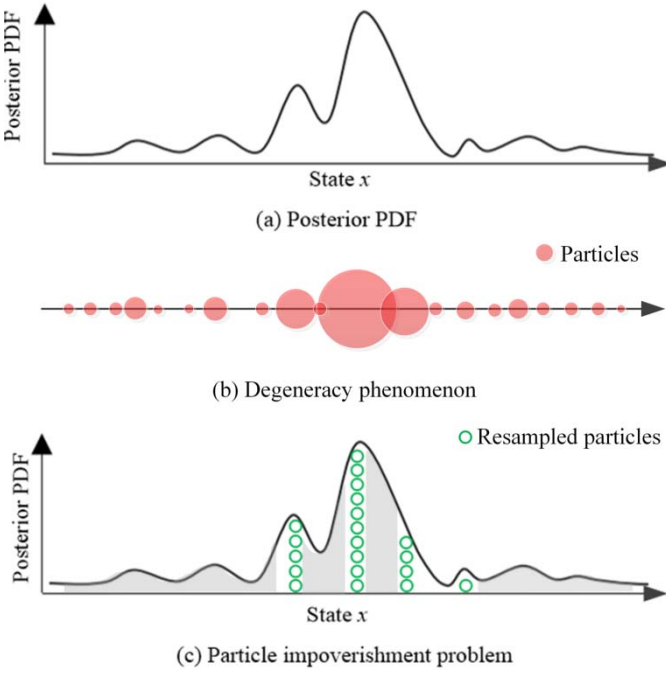 Posterior PDF
State x
(a) Posterior PDF
Particles
(b) Degeneracy phenomenon
Resampled particles
Posterior PDF
State x
(c) Particle impoverishment problem